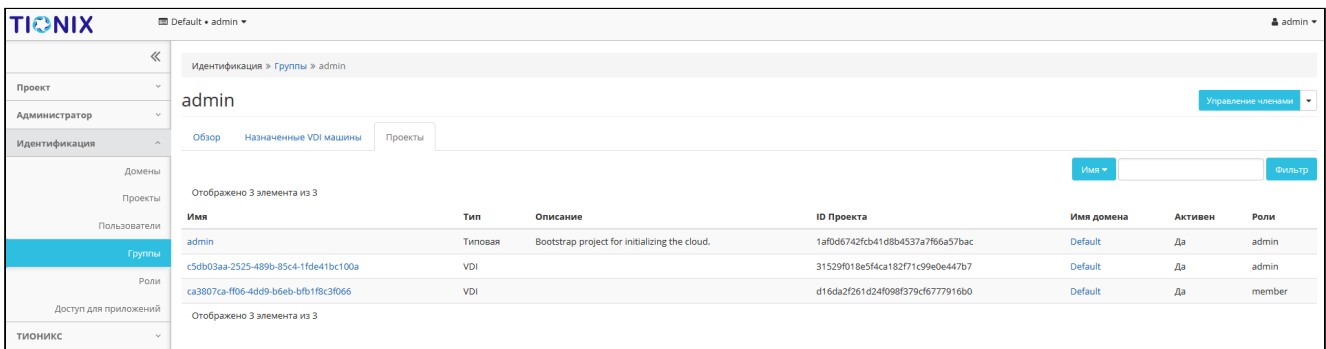 TIONIX
Default • admin
admin
Идентификация » Группы » admin
Проект
Администратор
Идентификация
Домены
Проекты
Пользователи
Группы
Роли
Доступ для приложений
ТИОНИКС
admin
Управление членами
Обзор Назначенные VDI машины Проекты
Имя Фильтр
Отображено 3 элемента из 3
Имя Тип Описание ID Проекта Имя домена Активен Роли
admin Типовая Bootstrap project for initializing the cloud. 1af0d6742fcb41d8b4537a7f66a57bac Default Да admin
c5db03aa-2525-489b-85c4-1fde41bc100a VDI 31529f018e5f4ca182f71c99e0e447b7 Default Да admin
ca3807ca-ff06-4dd9-b6eb-bfb1f8c3f066 VDI d16da2f261d24f098f379cf6777916b0 Default Да member
Отображено 3 элемента из 3